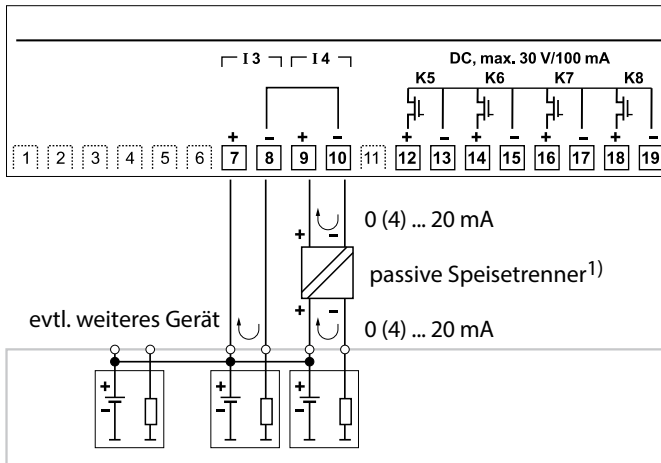 I 3 I 4 DC, max. 30 V/100 mA
K5 K6 K7 K8
+ – + – + – + – + – + –
1 2 3 4 5 6 7 8 9 10 11 12 13 14 15 16 17 18 19
0 (4) ... 20 mA
+ –
passive Speisetrenner1)
+ –
evtl. weiteres Gerät
0 (4) ... 20 mA
+ + +
– – –